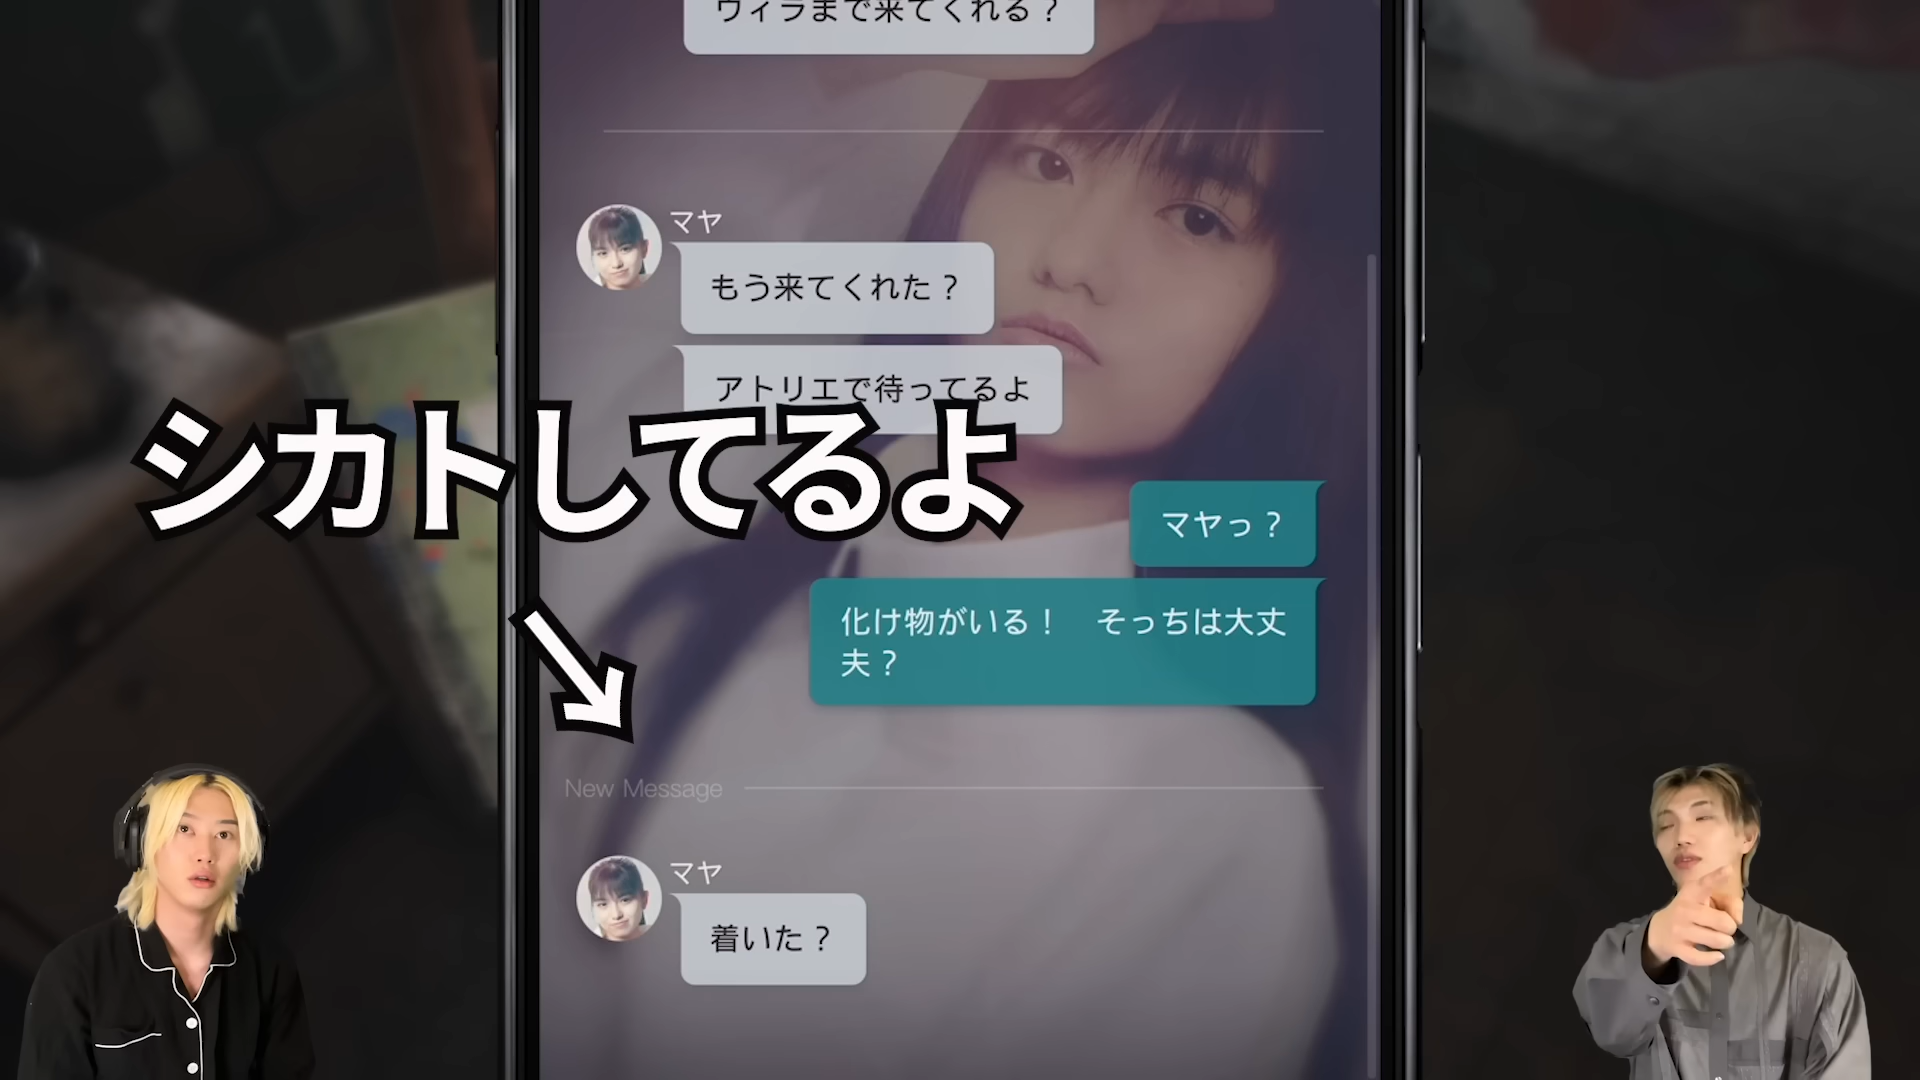 ヴィラまで来てくれる？
マヤ
もう来てくれた？
アトリエで待ってるよ
シカトしてるよ
マヤっ？
化け物がいる！　そっちは大丈
夫？
New Message
マヤ
着いた？